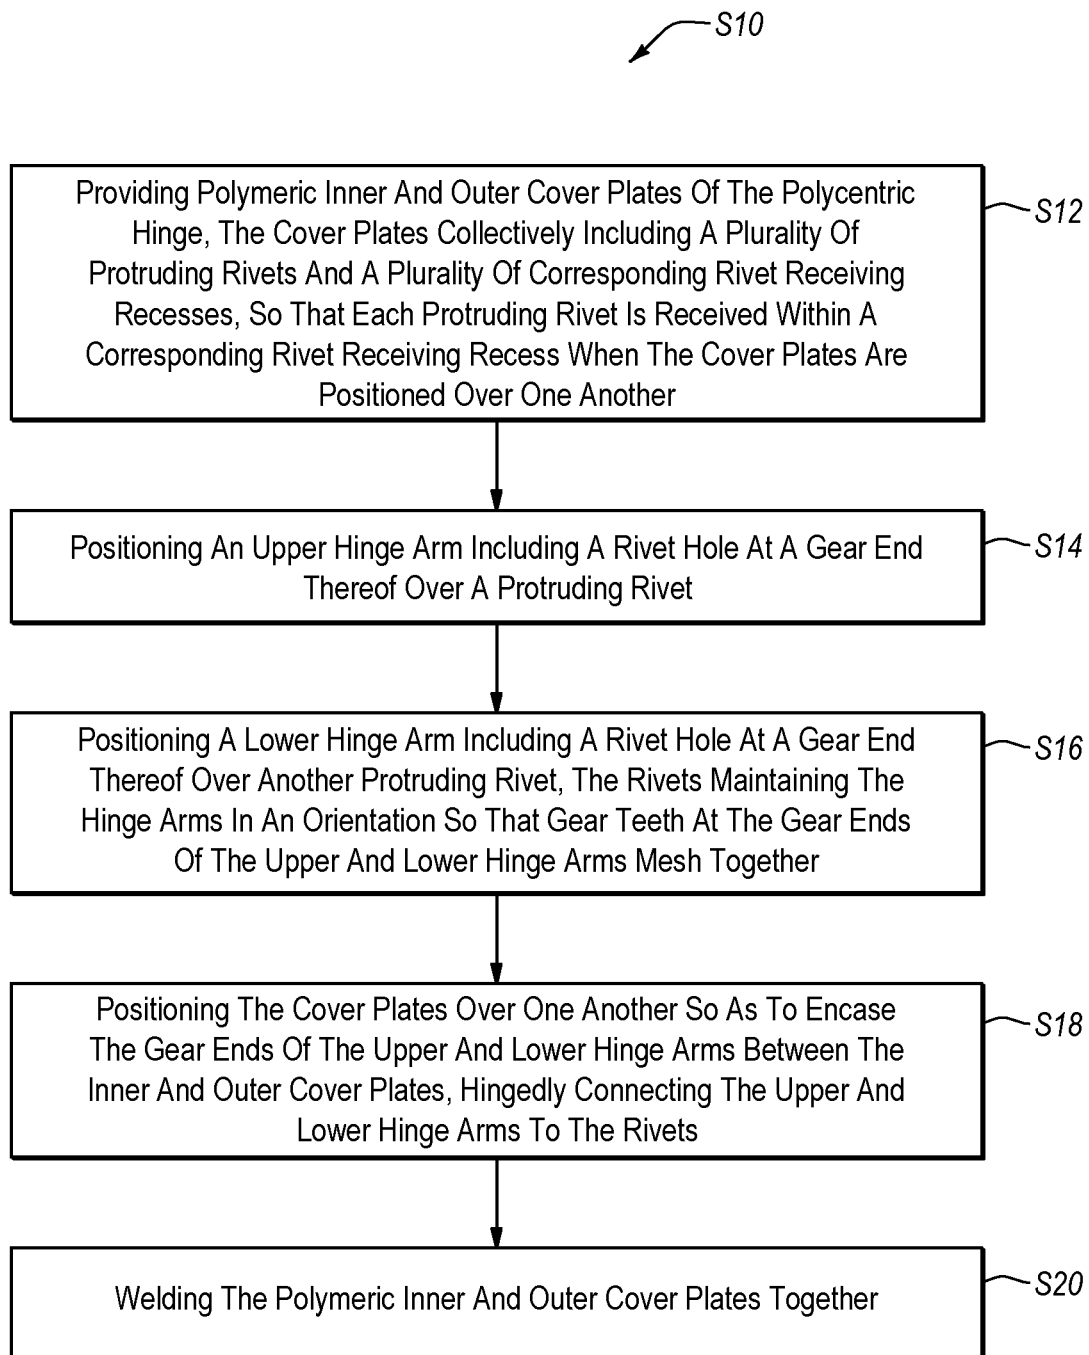 S10
Providing Polymeric Inner And Outer Cover Plates Of The Polycentric
Hinge, The Cover Plates Collectively Including A Plurality Of
Protruding Rivets And A Plurality Of Corresponding Rivet Receiving
Recesses, So That Each Protruding Rivet Is Received Within A
Corresponding Rivet Receiving Recess When The Cover Plates Are
Positioned Over One Another
S12
Positioning An Upper Hinge Arm Including A Rivet Hole At A Gear End
Thereof Over A Protruding Rivet
S14
Positioning A Lower Hinge Arm Including A Rivet Hole At A Gear End
Thereof Over Another Protruding Rivet, The Rivets Maintaining The
Hinge Arms In An Orientation So That Gear Teeth At The Gear Ends
Of The Upper And Lower Hinge Arms Mesh Together
S16
Positioning The Cover Plates Over One Another So As To Encase
The Gear Ends Of The Upper And Lower Hinge Arms Between The
Inner And Outer Cover Plates, Hingedly Connecting The Upper And
Lower Hinge Arms To The Rivets
S18
Welding The Polymeric Inner And Outer Cover Plates Together
S20